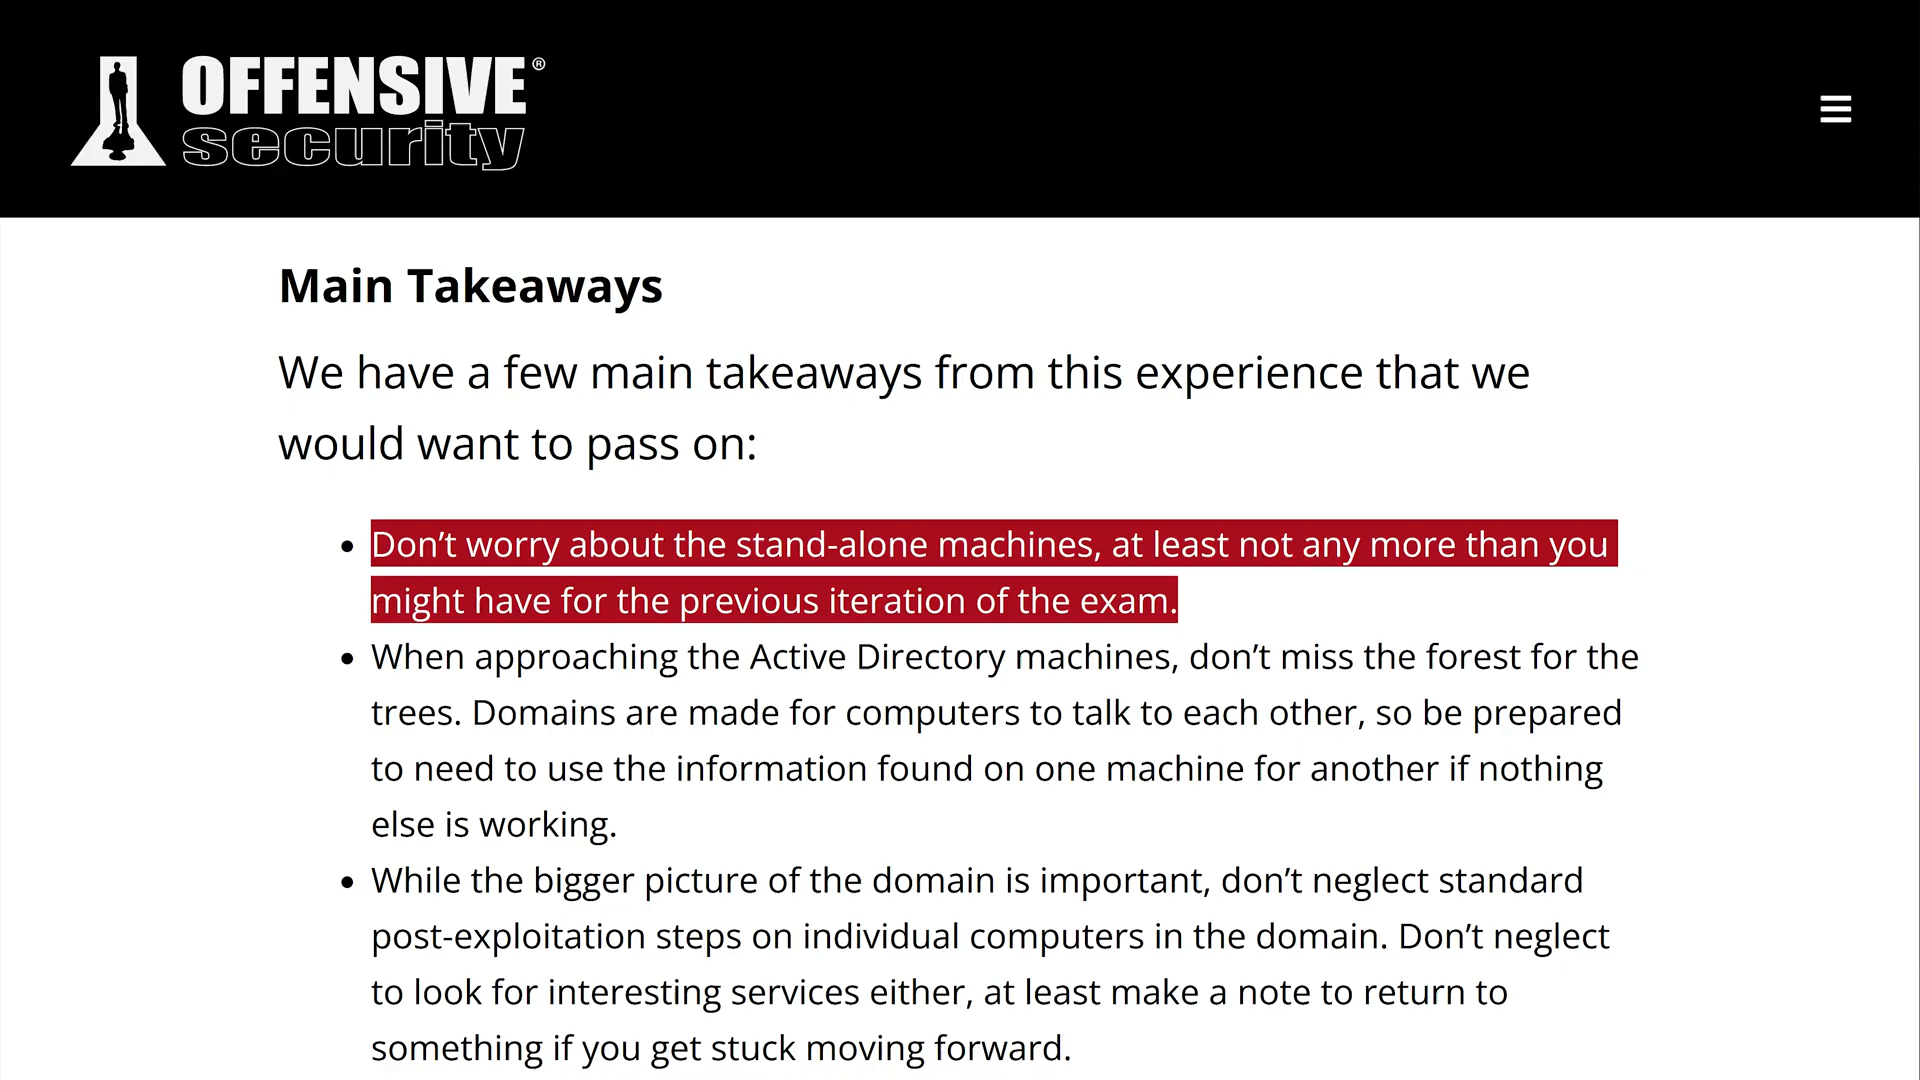 OFFENSIVE®
security
Main Takeaways
We have a few main takeaways from this experience that we
would want to pass on:
• Don’t worry about the stand-alone machines, at least not any more than you
might have for the previous iteration of the exam.
• When approaching the Active Directory machines, don’t miss the forest for the
trees. Domains are made for computers to talk to each other, so be prepared
to need to use the information found on one machine for another if nothing
else is working.
• While the bigger picture of the domain is important, don’t neglect standard
post-exploitation steps on individual computers in the domain. Don’t neglect
to look for interesting services either, at least make a note to return to
something if you get stuck moving forward.